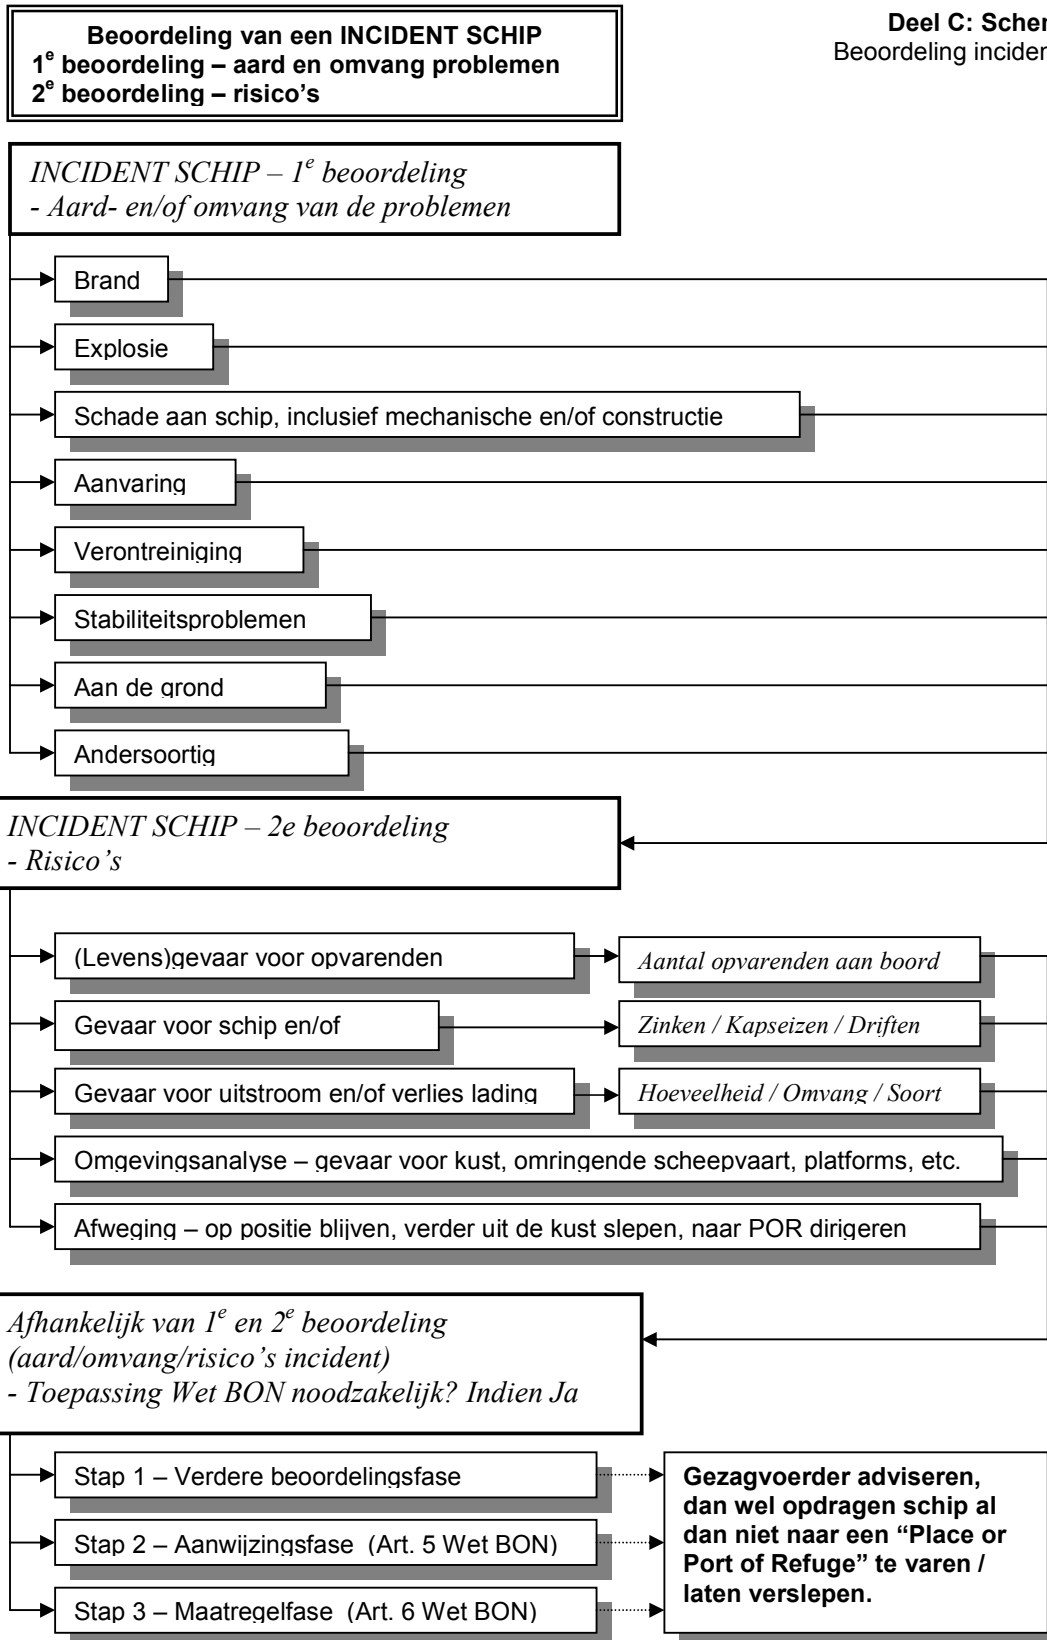 Beoordeling van een INCIDENT SCHIP
1e beoordeling – aard en omvang problemen
2e beoordeling – risico's
Deel C: Scher
Beoordeling inciden
INCIDENT SCHIP – 1e beoordeling
- Aard- en/of omvang van de problemen
Brand
Explosie
Schade aan schip, inclusief mechanische en/of constructie
Aanvaring
Verontreiniging
Stabiliteitsproblemen
Aan de grond
Andersoortig
INCIDENT SCHIP – 2e beoordeling
- Risico's
(Levens)gevaar voor opvarenden
Aantal opvarenden aan boord
Gevaar voor schip en/of
Zinken / Kapseizen / Driften
Gevaar voor uitstroom en/of verlies lading
Hoeveelheid / Omvang / Soort
Omgevingsanalyse – gevaar voor kust, omringende scheepvaart, platforms, etc.
Afweging – op positie blijven, verder uit de kust slepen, naar POR dirigeren
Afhankelijk van 1e en 2e beoordeling
(aard/omvang/risico's incident)
- Toepassing Wet BON noodzakelijk? Indien Ja
Stap 1 – Verdere beoordelingsfase
Stap 2 – Aanwijzingsfase (Art. 5 Wet BON)
Stap 3 – Maatregelfase (Art. 6 Wet BON)
Gezagvoerder adviseren,
dan wel opdragen schip al
dan niet naar een “Place or
Port of Refuge” te varen /
laten verslepen.